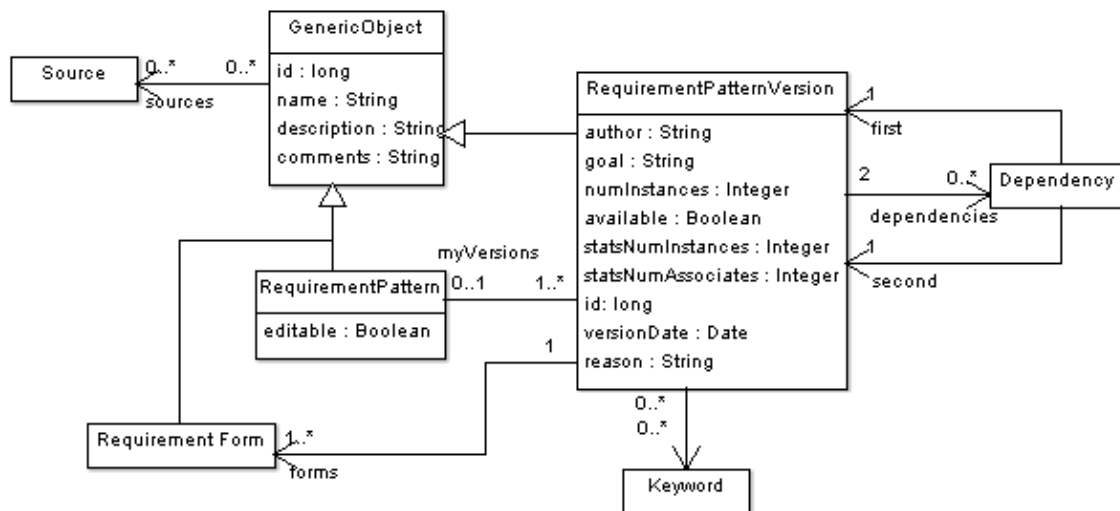 GenericObject
id : long
name : String
description : String
comments : String
Source
0..*
0..*
sources
RequirementPatternVersion
author : String
goal : String
numInstances : Integer
available : Boolean
statsNumInstances : Integer
statsNumAssociates : Integer
id: long
versionDate : Date
reason : String
1
first
2
0..*
dependencies
Dependency
1
second
myVersions
0..1
1..*
RequirementPattern
editable : Boolean
1
Requirement Form
1..*
forms
0..*
0..*
Keyword